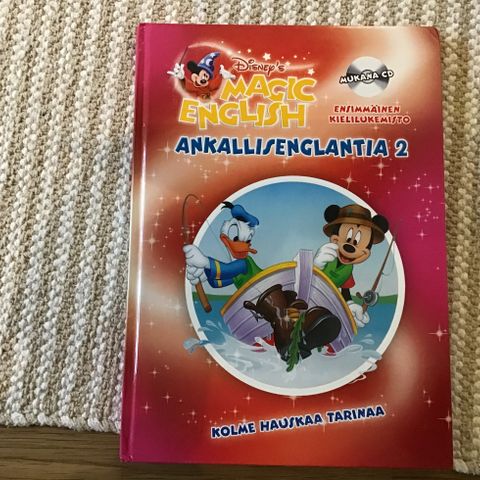 DISNEY'S
MAGIC
ENGLISH
MUKANA CD
ENSIMMÄINEN
KIELILUKEMISTO
ANKALLISENGLANTIA 2
KOLME HAUSKAA TARINAA